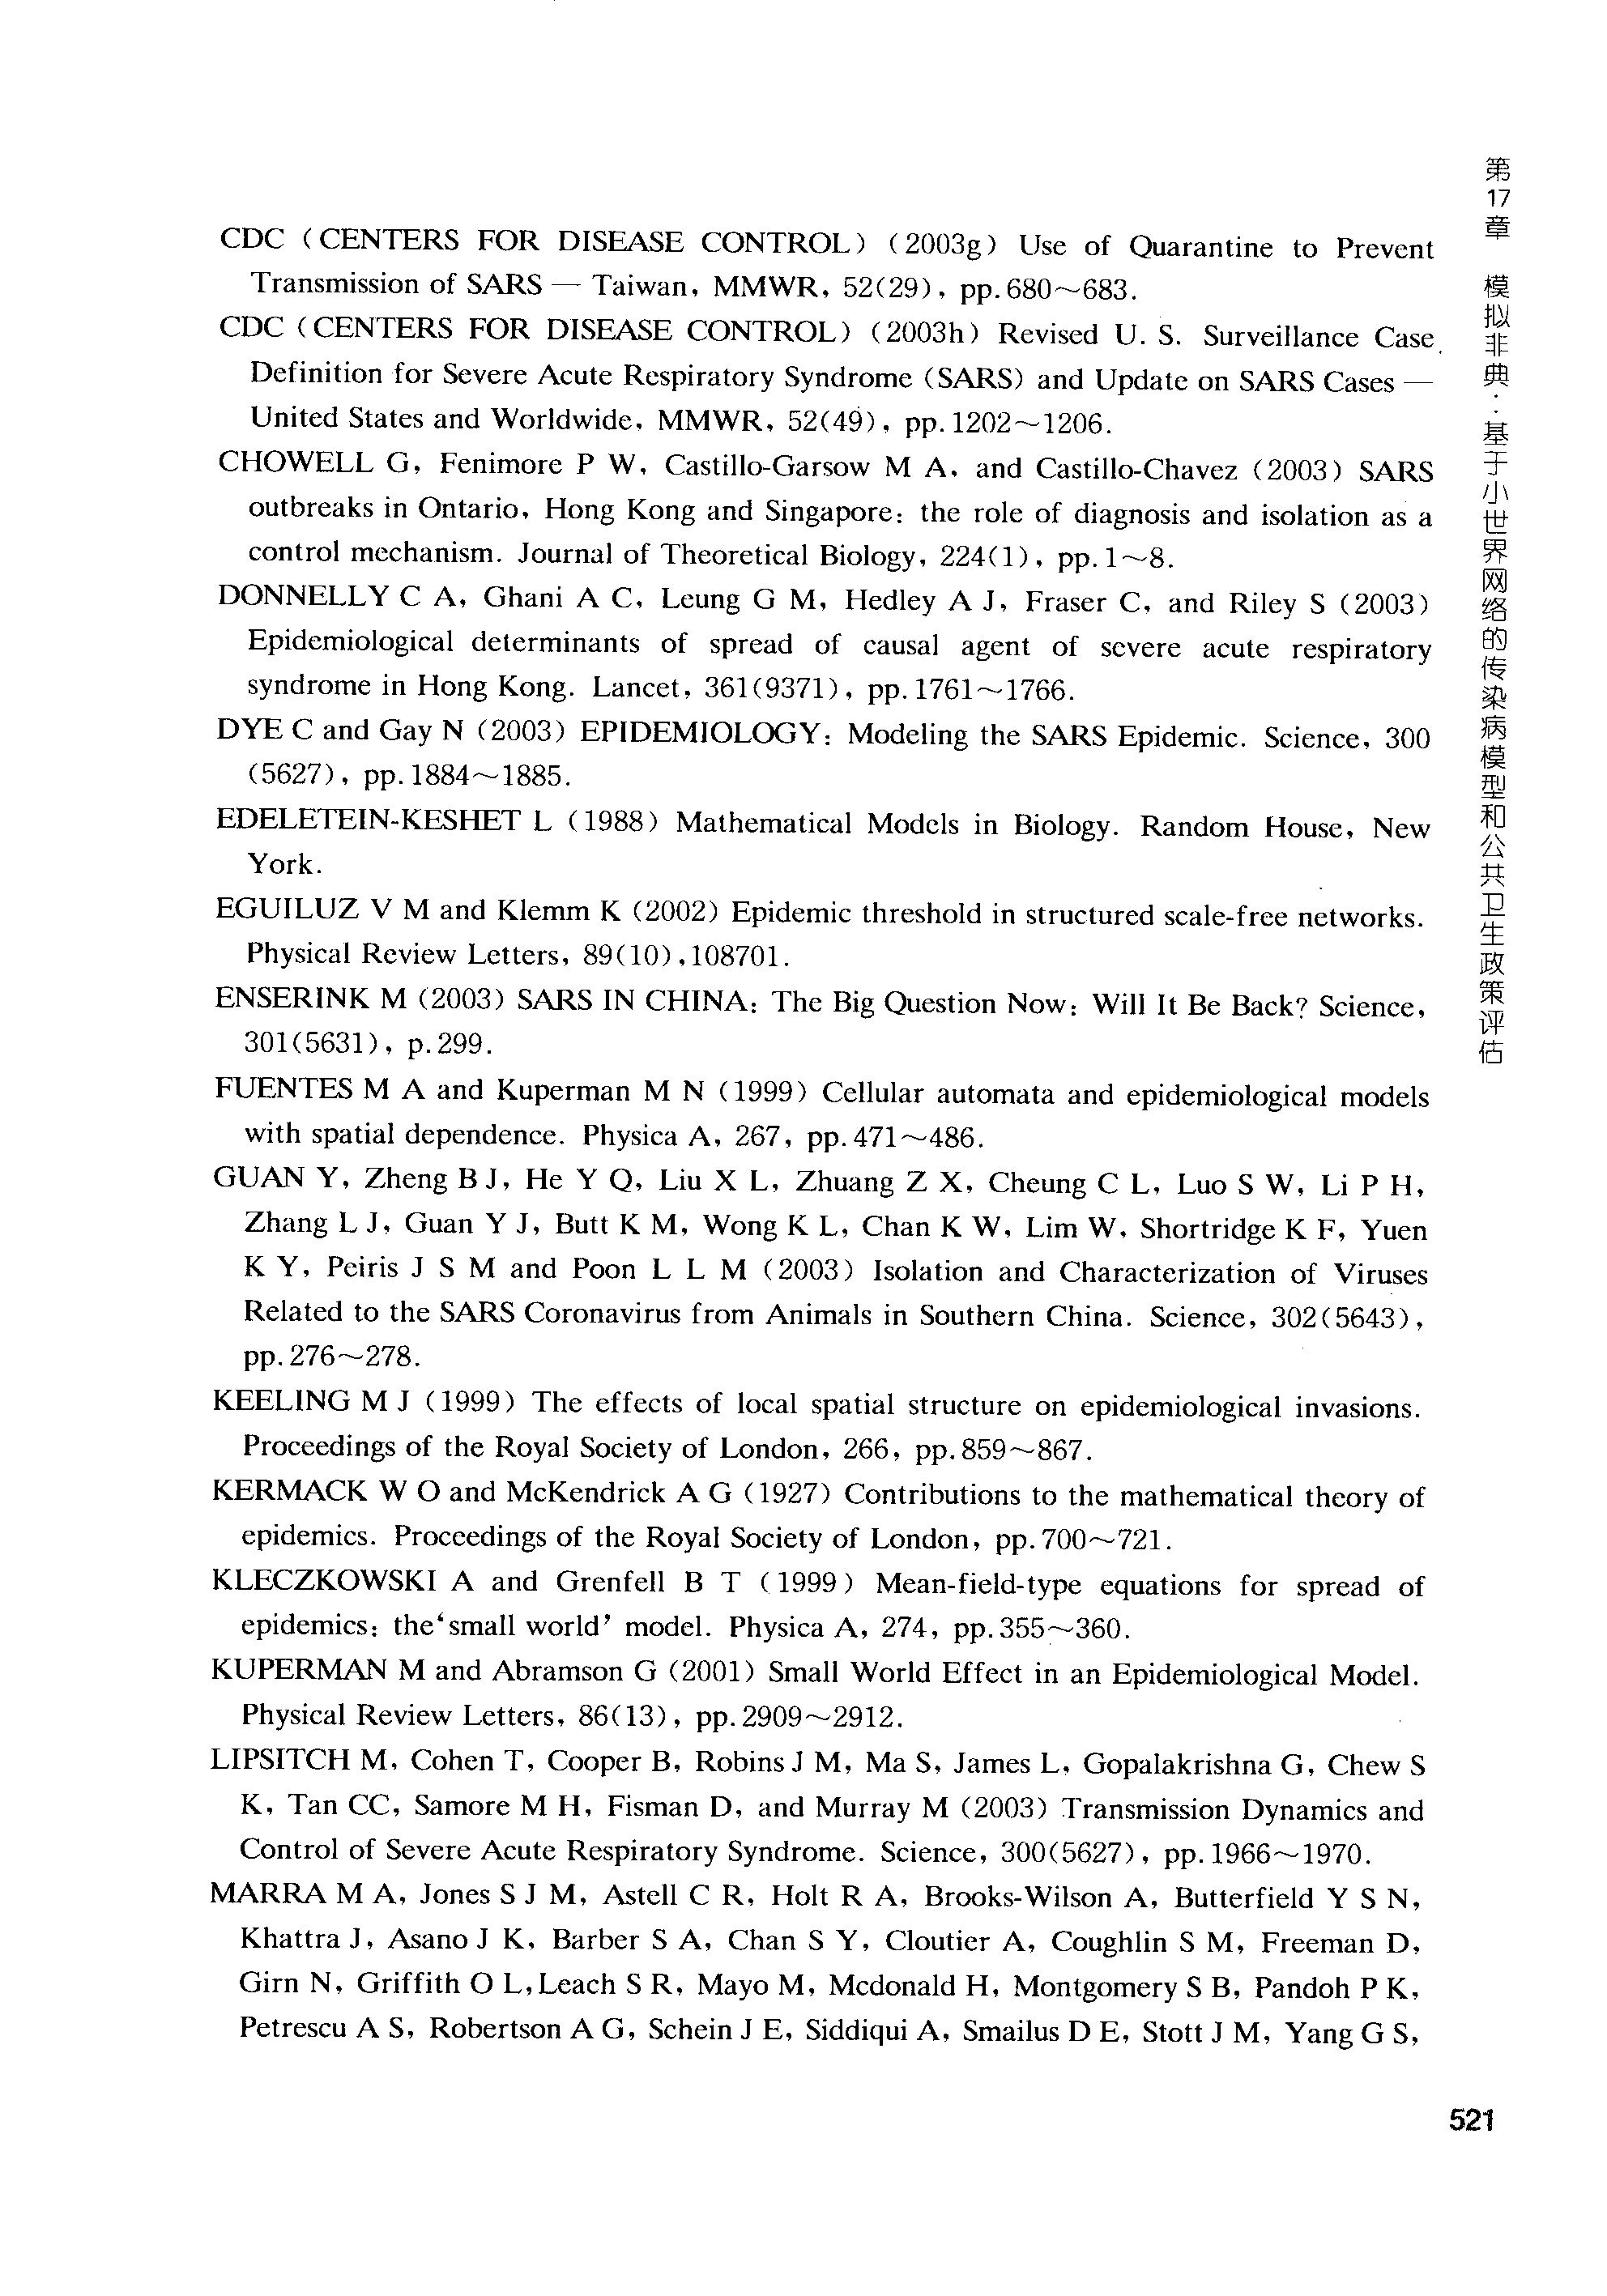 CDC (CENTERS FOR DISEASE CONTROL) (2003g) Use of Quarantine to Prevent
Transmission of SARS — Taiwan, MMWR, 52(29), pp.680～683.
CDC (CENTERS FOR DISEASE CONTROL) (2003h) Revised U. S. Surveillance Case
Definition for Severe Acute Respiratory Syndrome (SARS) and Update on SARS Cases —
United States and Worldwide, MMWR, 52(49), pp.1202～1206.
CHOWELL G, Fenimore P W, Castillo-Garsow M A, and Castillo-Chavez (2003) SARS
outbreaks in Ontario, Hong Kong and Singapore: the role of diagnosis and isolation as a
control mechanism. Journal of Theoretical Biology, 224(1), pp.1～8.
DONNELLY C A, Ghani A C, Leung G M, Hedley A J, Fraser C, and Riley S (2003)
Epidemiological determinants of spread of causal agent of severe acute respiratory
syndrome in Hong Kong. Lancet, 361(9371), pp.1761～1766.
DYE C and Gay N (2003) EPIDEMIOLOGY: Modeling the SARS Epidemic. Science, 300
(5627), pp.1884～1885.
EDELETEIN-KESHET L (1988) Mathematical Models in Biology. Random House, New
York.
EGUILUZ V M and Klemm K (2002) Epidemic threshold in structured scale-free networks.
Physical Review Letters, 89(10),108701.
ENSERINK M (2003) SARS IN CHINA: The Big Question Now: Will It Be Back? Science,
301(5631), p.299.
FUENTES M A and Kuperman M N (1999) Cellular automata and epidemiological models
with spatial dependence. Physica A, 267, pp.471～486.
GUAN Y, Zheng B J, He Y Q, Liu X L, Zhuang Z X, Cheung C L, Luo S W, Li P H,
Zhang L J, Guan Y J, Butt K M, Wong K L, Chan K W, Lim W, Shortridge K F, Yuen
K Y, Peiris J S M and Poon L L M (2003) Isolation and Characterization of Viruses
Related to the SARS Coronavirus from Animals in Southern China. Science, 302(5643),
pp.276～278.
KEELING M J (1999) The effects of local spatial structure on epidemiological invasions.
Proceedings of the Royal Society of London, 266, pp.859～867.
KERMACK W O and McKendrick A G (1927) Contributions to the mathematical theory of
epidemics. Proceedings of the Royal Society of London, pp.700～721.
KLECZKOWSKI A and Grenfell B T (1999) Mean-field-type equations for spread of
epidemics: the‘small world’ model. Physica A, 274, pp.355～360.
KUPERMAN M and Abramson G (2001) Small World Effect in an Epidemiological Model.
Physical Review Letters, 86(13), pp.2909～2912.
LIPSITCH M, Cohen T, Cooper B, Robins J M, Ma S, James L, Gopalakrishna G, Chew S
K, Tan CC, Samore M H, Fisman D, and Murray M (2003) Transmission Dynamics and
Control of Severe Acute Respiratory Syndrome. Science, 300(5627), pp.1966～1970.
MARRA M A, Jones S J M, Astell C R, Holt R A, Brooks-Wilson A, Butterfield Y S N,
Khattra J, Asano J K, Barber S A, Chan S Y, Cloutier A, Coughlin S M, Freeman D,
Girn N, Griffith O L,Leach S R, Mayo M, Mcdonald H, Montgomery S B, Pandoh P K,
Petrescu A S, Robertson A G, Schein J E, Siddiqui A, Smailus D E, Stott J M, Yang G S,
第17章 模拟非典：基于小世界网络的传染病模型和公共卫生政策评估
521